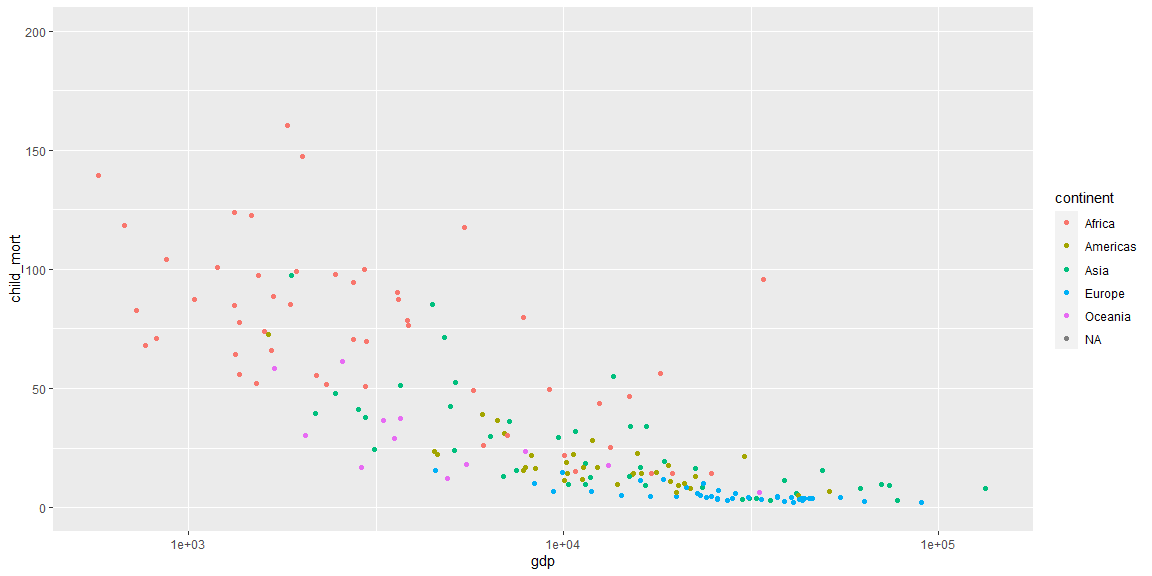 200
150
100
50
0
child_mort
1e+03
1e+04
1e+05
gdp
continent
Africa
Americas
Asia
Europe
Oceania
NA